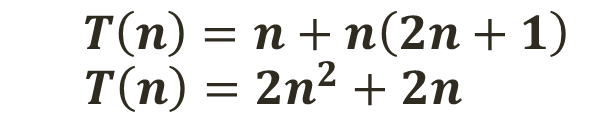 T(n) = n + n(2n + 1)
T(n) = 2n² + 2n